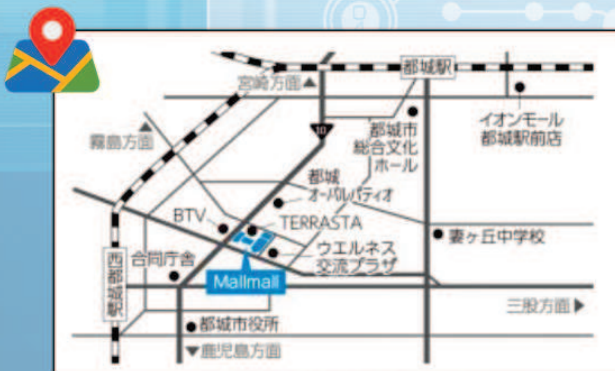 都城駅
宮崎方面▲
10
都城市
総合文化
ホール
イオンモール
都城駅前店
▲
霧島方面
都城
オーバルパティオ
BTV
TERRASTA
妻ヶ丘中学校
ウエルネス
交流プラザ
西都城駅
合同庁舎
Mallmall
三股方面▶
都城市役所
▼鹿児島方面